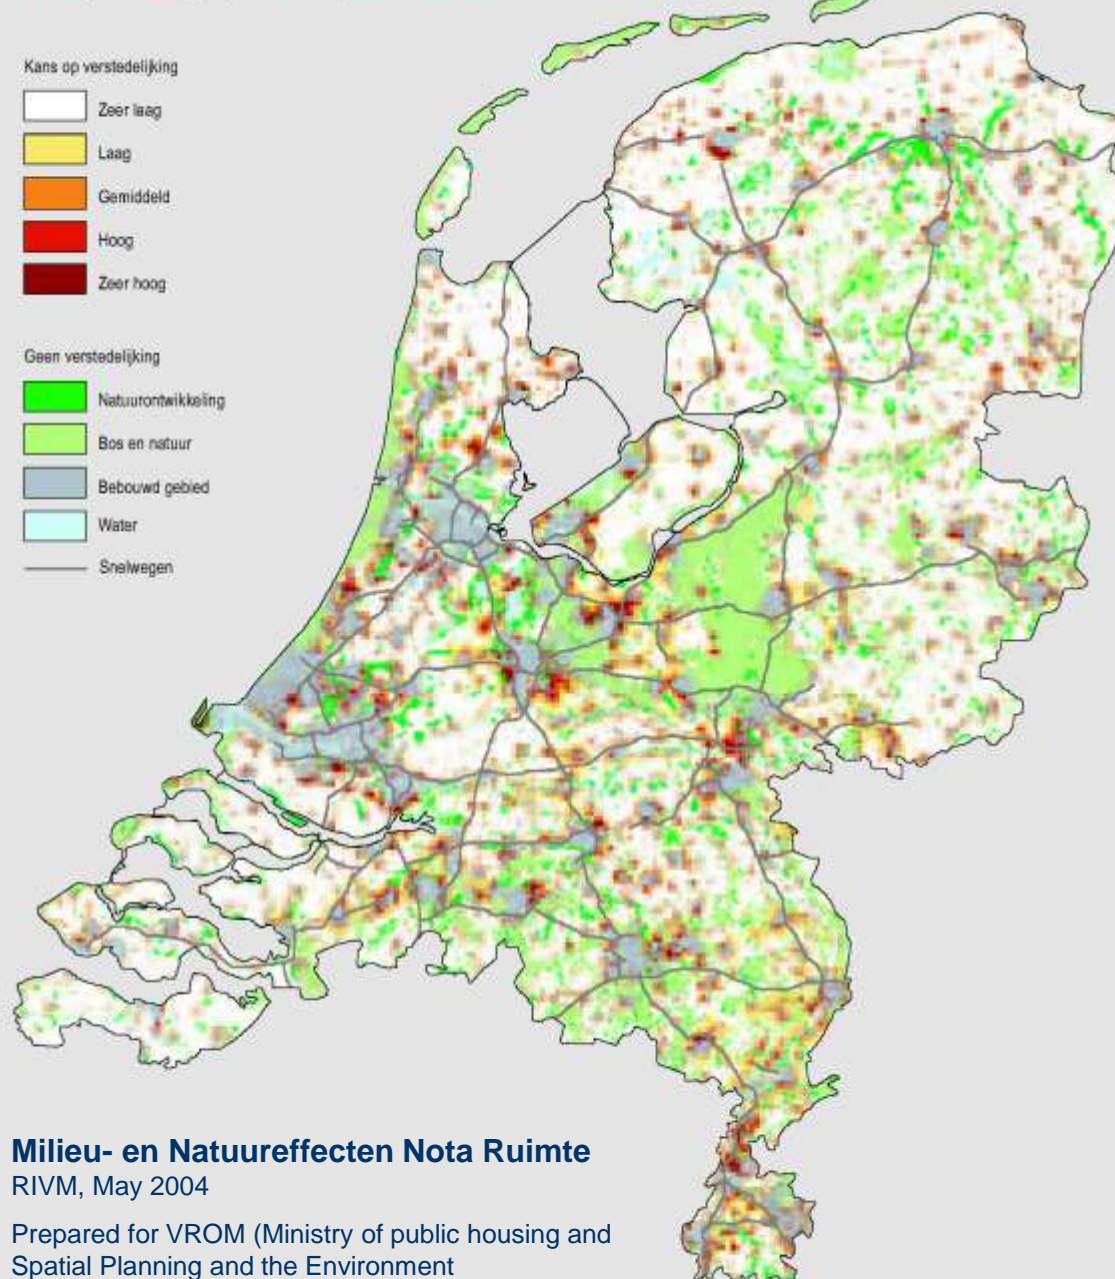 Kans op verstedelijking
Zeer laag
Laag
Gemiddeld
Hoog
Zeer hoog
Geen verstedelijking
Natuurontwikkeling
Bos en natuur
Bebouwd gebied
Water
Snelwegen
Milieu- en Natuureffecten Nota Ruimte
RIVM, May 2004
Prepared for VROM (Ministry of public housing and
Spatial Planning and the Environment